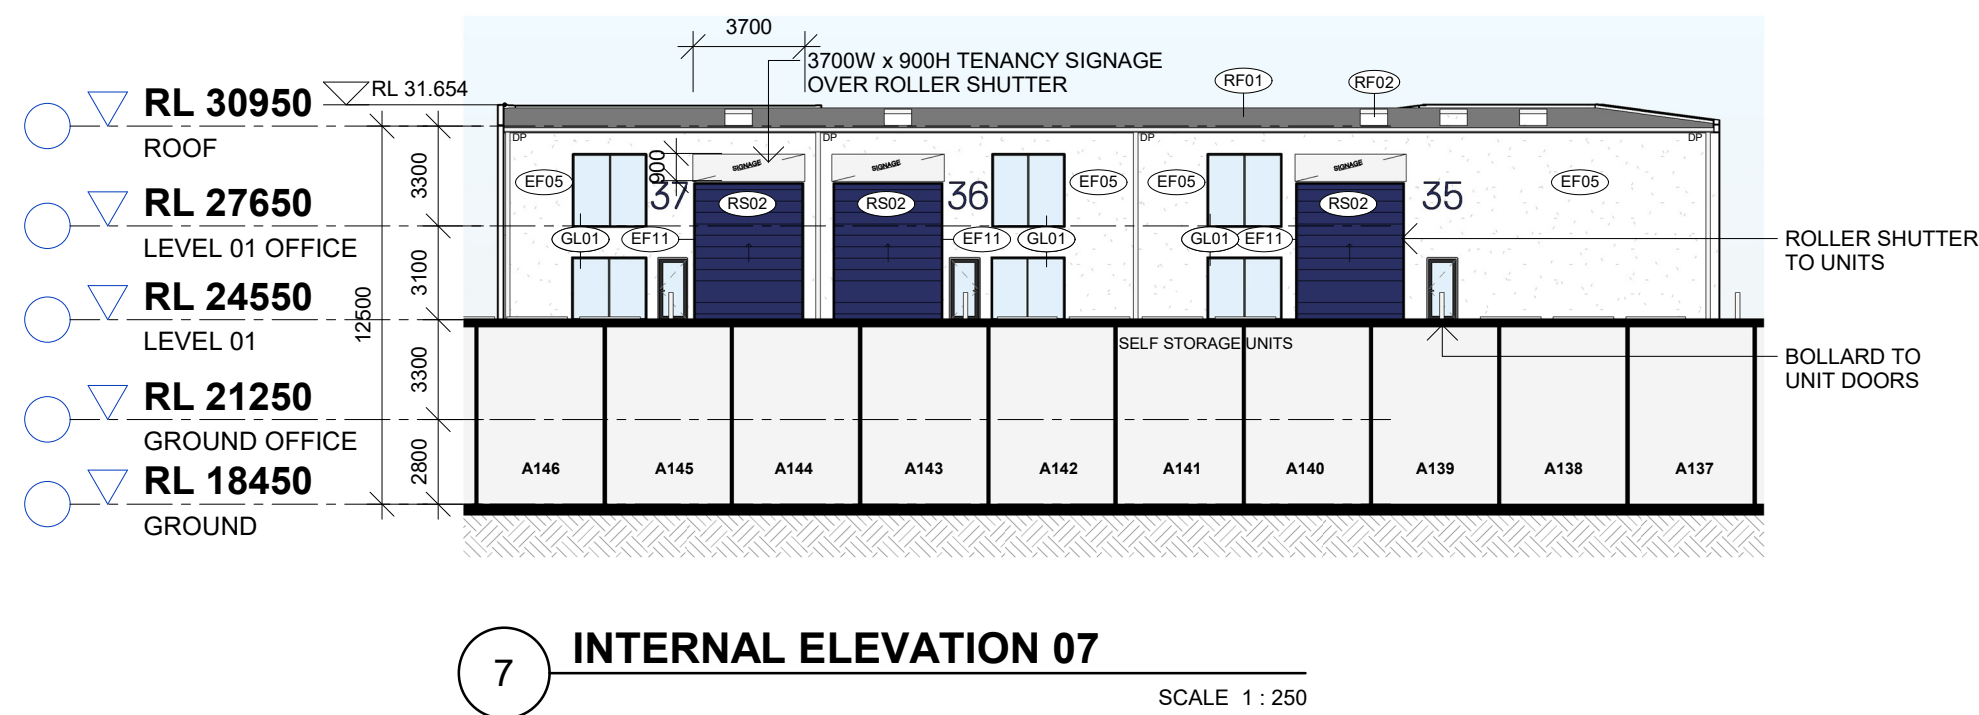 3700
3700W x 900H TENANCY SIGNAGE
OVER ROLLER SHUTTER
RF01
RF02
RL 30950
RL 31.654
ROOF
DP
DP
DP
DP
3300
900
SIGNAGE
SIGNAGE
SIGNAGE
EF05
EF05
EF05
EF05
RL 27650
37
RS02
RS02
36
RS02
35
LEVEL 01 OFFICE
GL01
EF11
EF11
GL01
GL01
EF11
ROLLER SHUTTER
TO UNITS
3100
RL 24550
12500
LEVEL 01
SELF STORAGE UNITS
BOLLARD TO
UNIT DOORS
3300
RL 21250
GROUND OFFICE
2800
RL 18450
A146
A145
A144
A143
A142
A141
A140
A139
A138
A137
GROUND
7
INTERNAL ELEVATION 07
SCALE 1 : 250